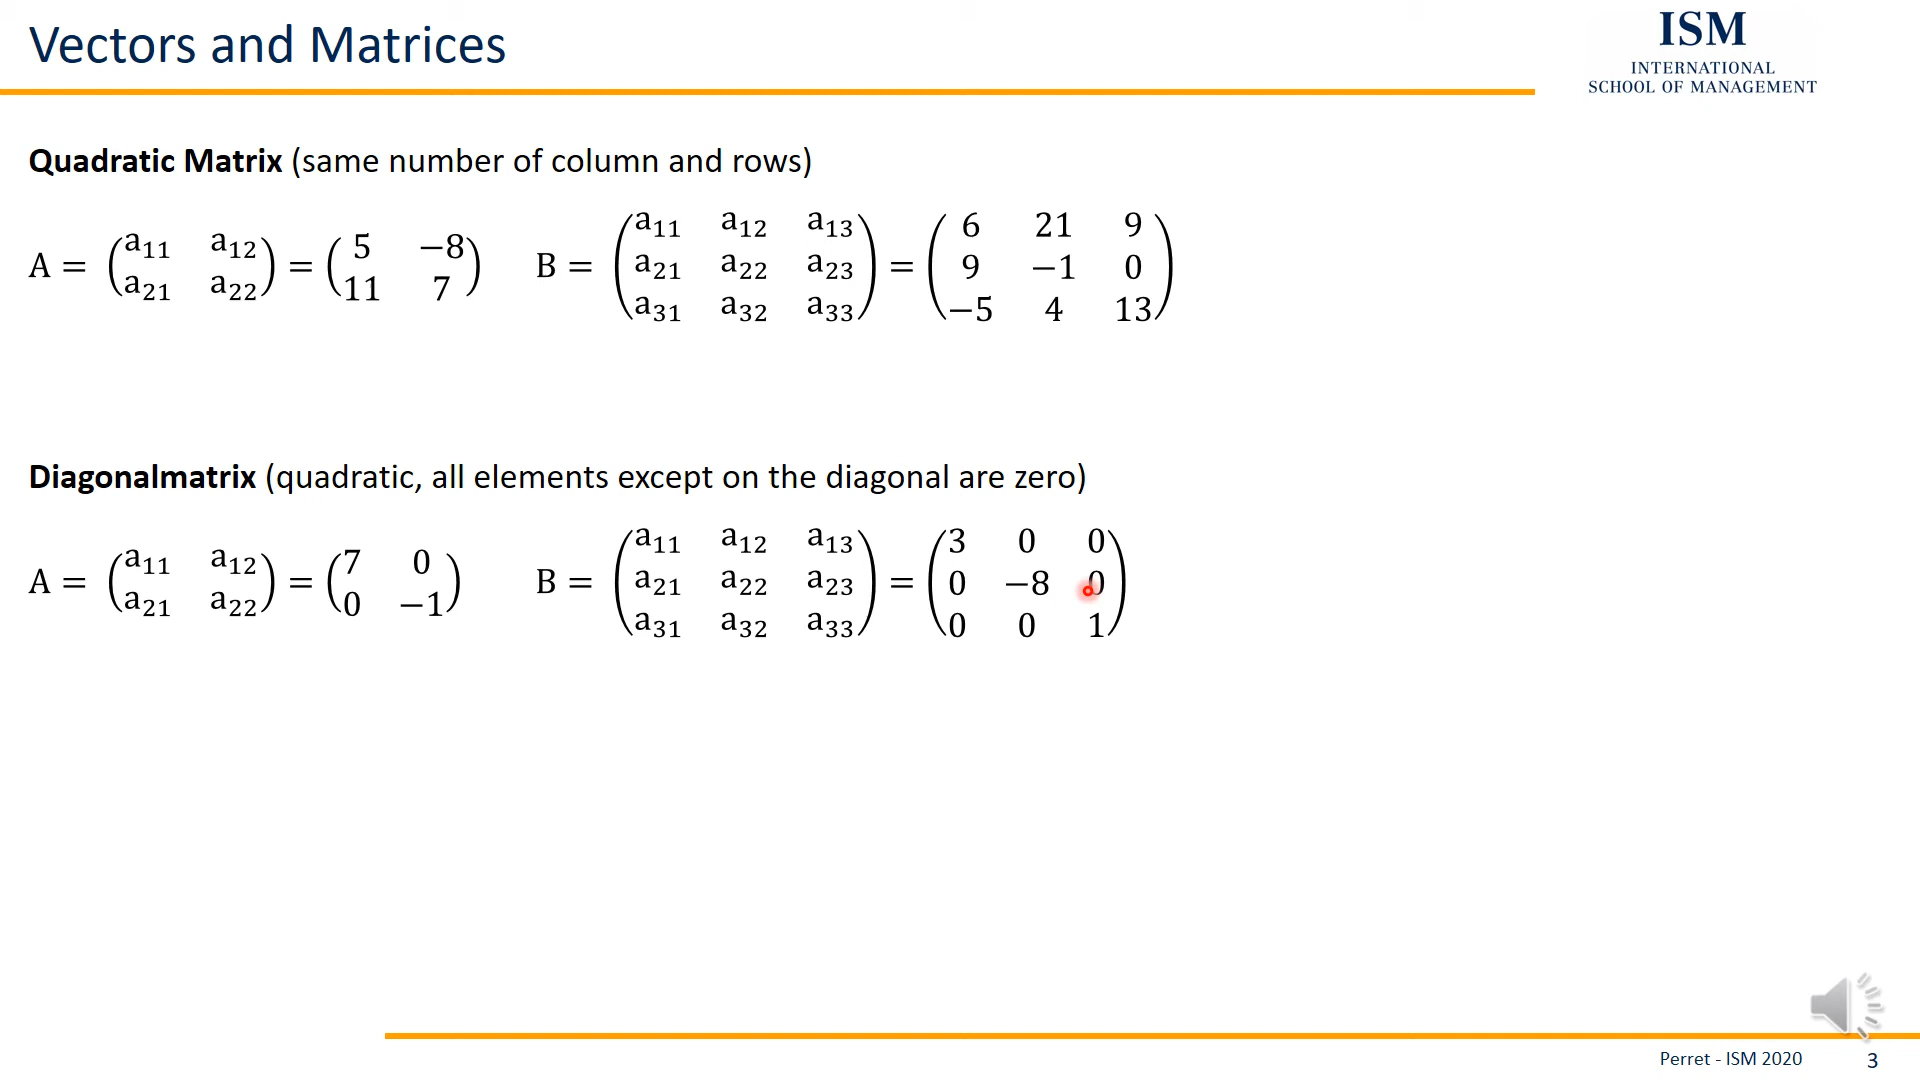 Vectors and Matrices
ISM
INTERNATIONAL
SCHOOL OF MANAGEMENT
Quadratic Matrix (same number of column and rows)
A = (a₁₁ a₁₂; a₂₁ a₂₂) = (5 −8; 11 7) B = (a₁₁ a₁₂ a₁₃; a₂₁ a₂₂ a₂₃; a₃₁ a₃₂ a₃₃) = (6 21 9; 9 −1 0; −5 4 13)
Diagonalmatrix (quadratic, all elements except on the diagonal are zero)
A = (a₁₁ a₁₂; a₂₁ a₂₂) = (7 0; 0 −1) B = (a₁₁ a₁₂ a₁₃; a₂₁ a₂₂ a₂₃; a₃₁ a₃₂ a₃₃) = (3 0 0; 0 −8 0; 0 0 1)
Perret - ISM 2020 3